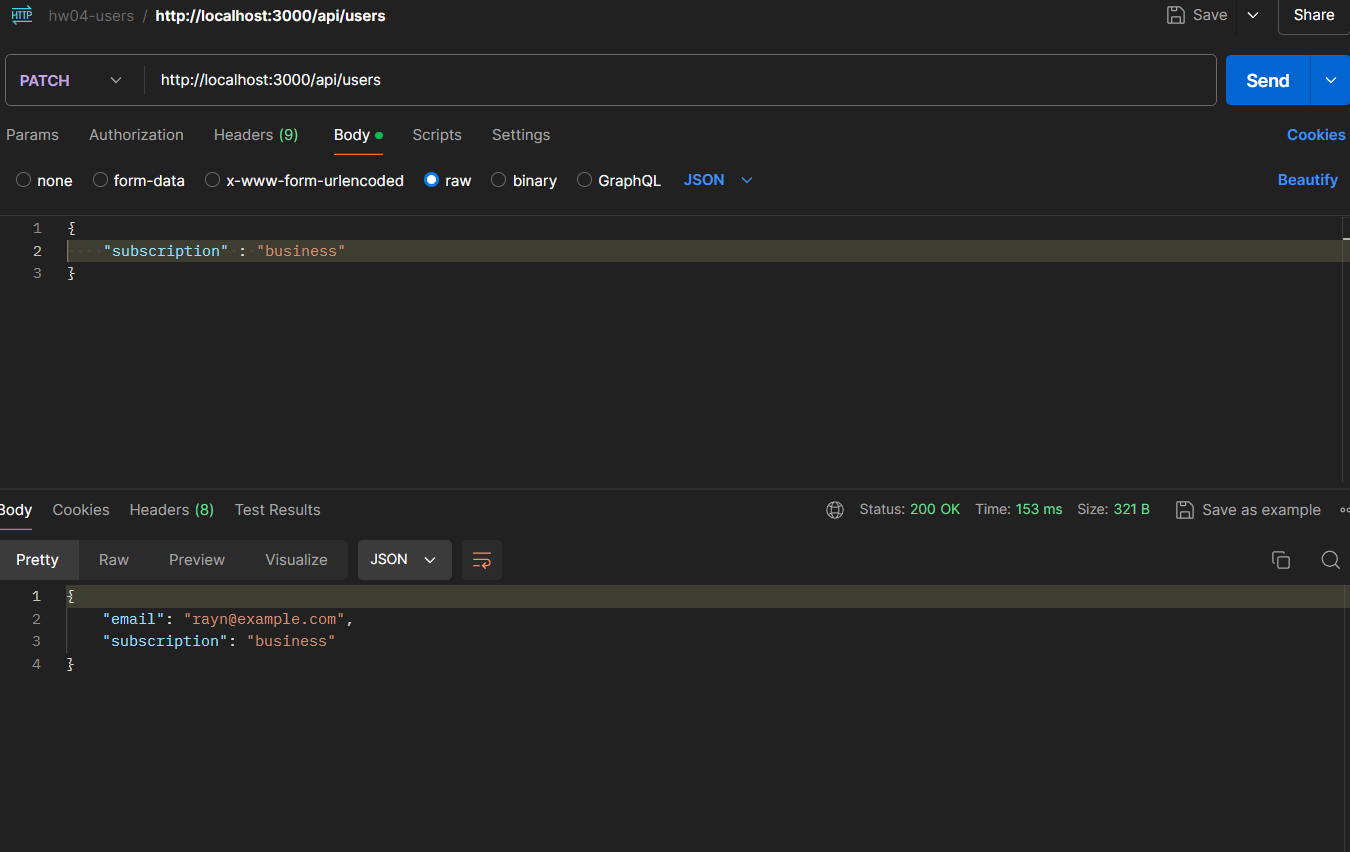 HTTP hw04-users / http://localhost:3000/api/users Save Share
PATCH http://localhost:3000/api/users Send
Params Authorization Headers (9) Body Scripts Settings Cookies
none form-data x-www-form-urlencoded raw binary GraphQL JSON Beautify
1 {
2 "subscription" : "business"
3 }
Body Cookies Headers (8) Test Results Status: 200 OK Time: 153 ms Size: 321 B Save as example
Pretty Raw Preview Visualize JSON
1 {
2 "email": "rayn@example.com",
3 "subscription": "business"
4 }